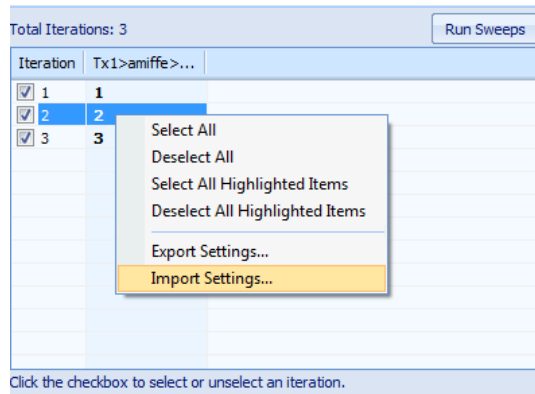 Total Iterations: 3 Run Sweeps
Iteration Tx1>amiffe>...
1 1
2 2
3 3
Select All
Deselect All
Select All Highlighted Items
Deselect All Highlighted Items
Export Settings...
Import Settings...
Click the checkbox to select or unselect an iteration.